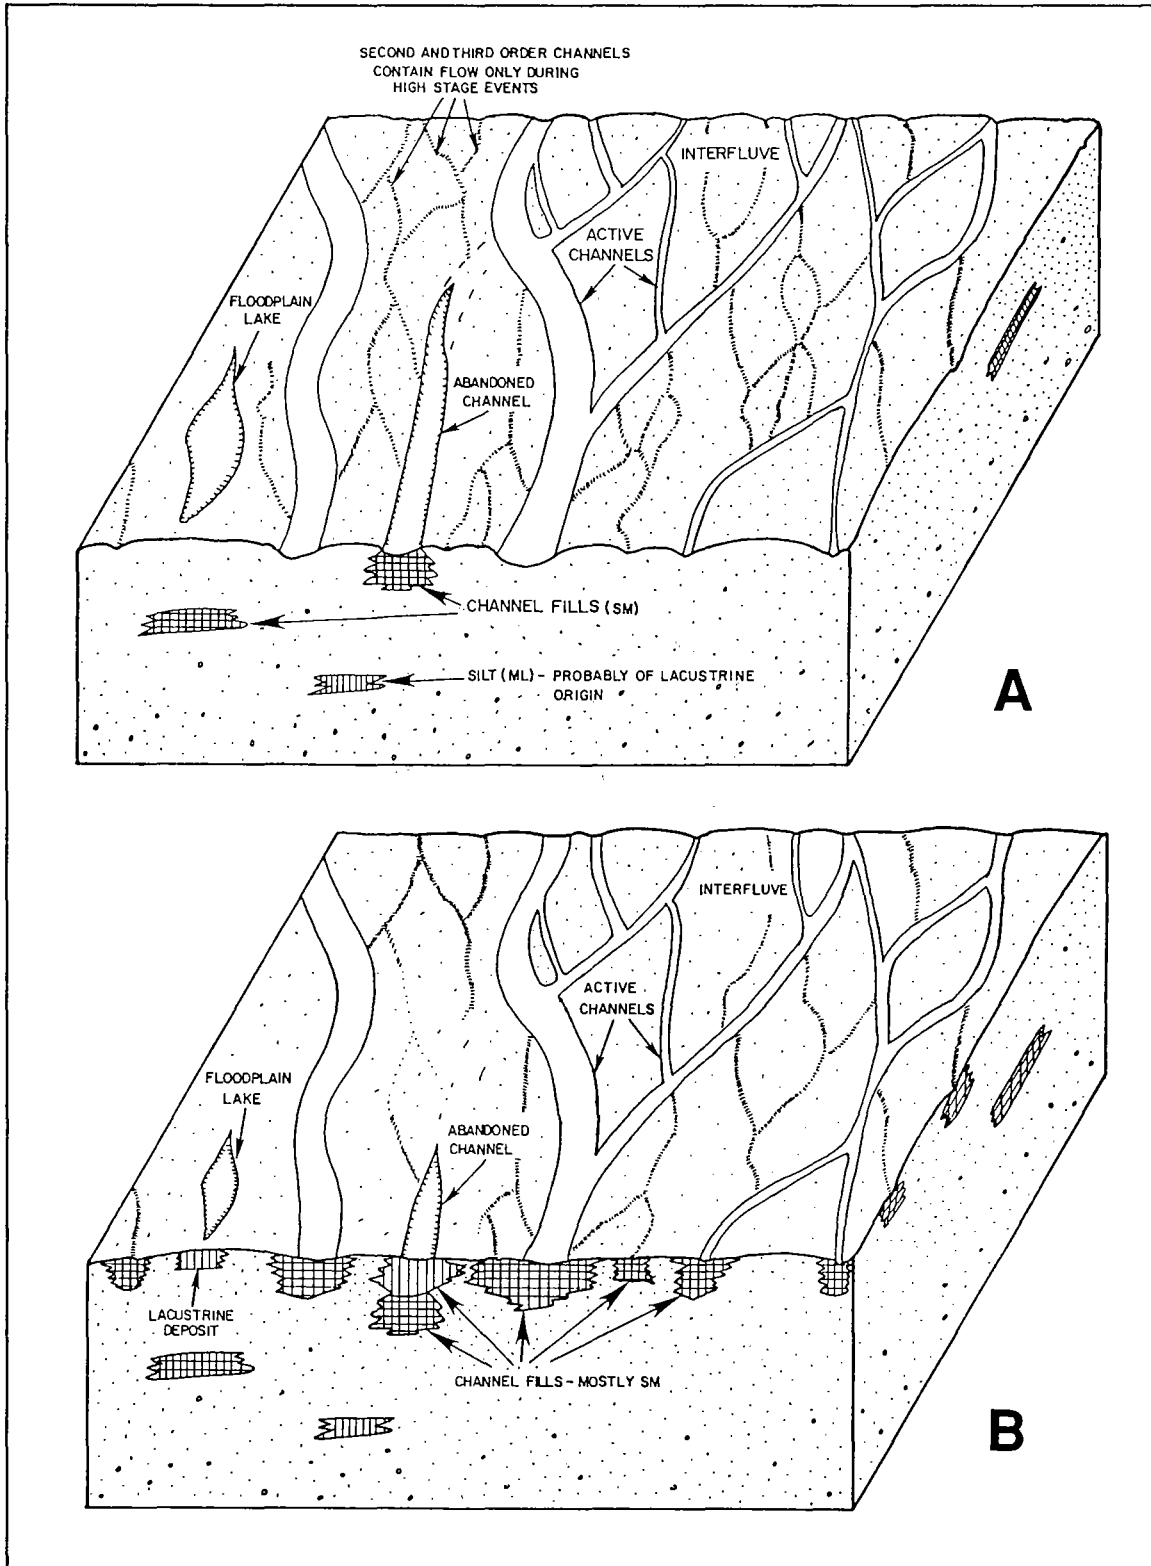 SECOND AND THIRD ORDER CHANNELS
CONTAIN FLOW ONLY DURING
HIGH STAGE EVENTS
INTERFLUVE
ACTIVE
CHANNELS
FLOODPLAIN
LAKE
ABANDONED
CHANNEL
CHANNEL FILLS (SM)
SILT (ML) - PROBABLY OF LACUSTRINE
ORIGIN
A
INTERFLUVE
ACTIVE
CHANNELS
FLOODPLAIN
LAKE
ABANDONED
CHANNEL
LACUSTRINE
DEPOSIT
CHANNEL FILLS - MOSTLY SM
B